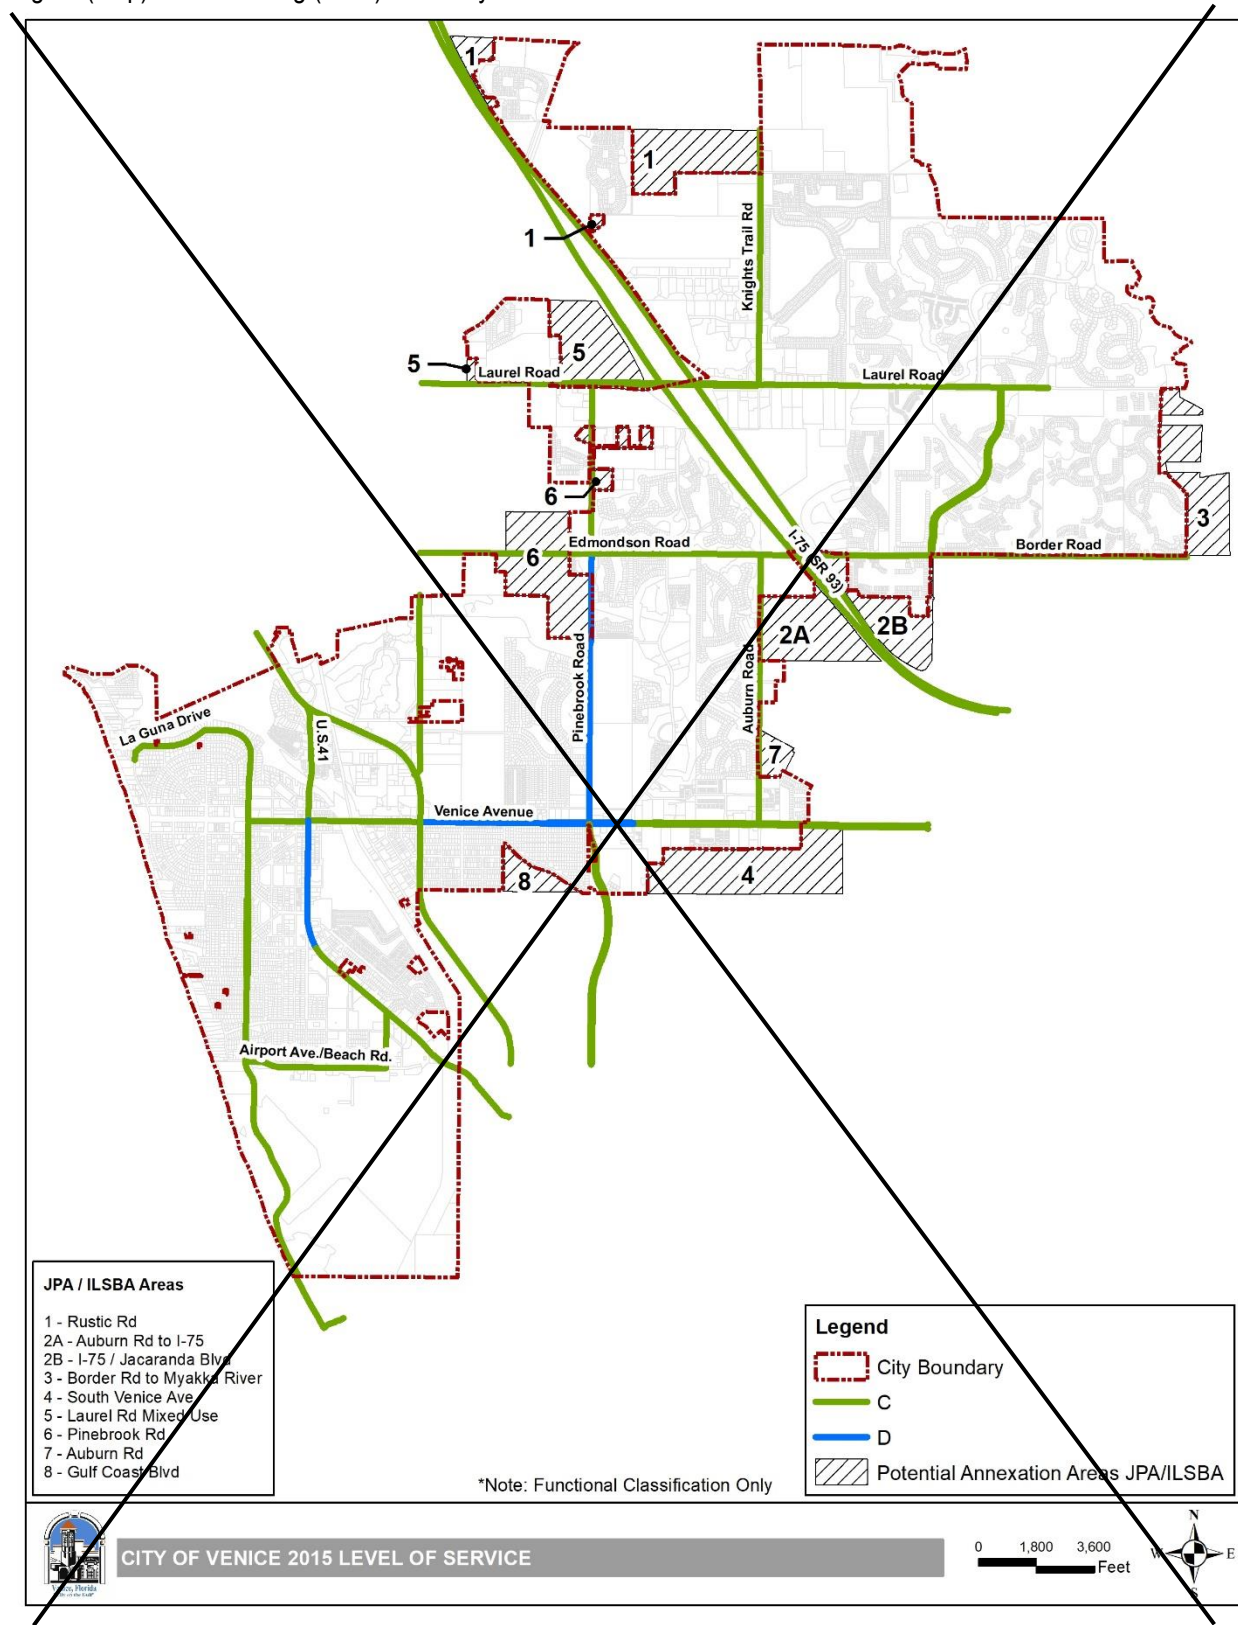 1
1
Knights Trail Rd
1
5
5
Laurel Road
Laurel Road
6
3
I-75 (SR 93)
Edmondson Road
Border Road
6
2A
2B
Pinebrook Road
Auburn Road
La Guna Drive
U.S.41
7
Venice Avenue
8
4
Airport Ave./Beach Rd.
JPA / ILSBA Areas
1 - Rustic Rd
2A - Auburn Rd to I-75
2B - I-75 / Jacaranda Blvd
3 - Border Rd to Myakka River
4 - South Venice Ave
5 - Laurel Rd Mixed Use
6 - Pinebrook Rd
7 - Auburn Rd
8 - Gulf Coast Blvd
Legend
City Boundary
C
D
Potential Annexation Areas JPA/ILSBA
*Note: Functional Classification Only
CITY OF VENICE 2015 LEVEL OF SERVICE
0 1,800 3,600
Feet
N
W E
S
Venice, Florida